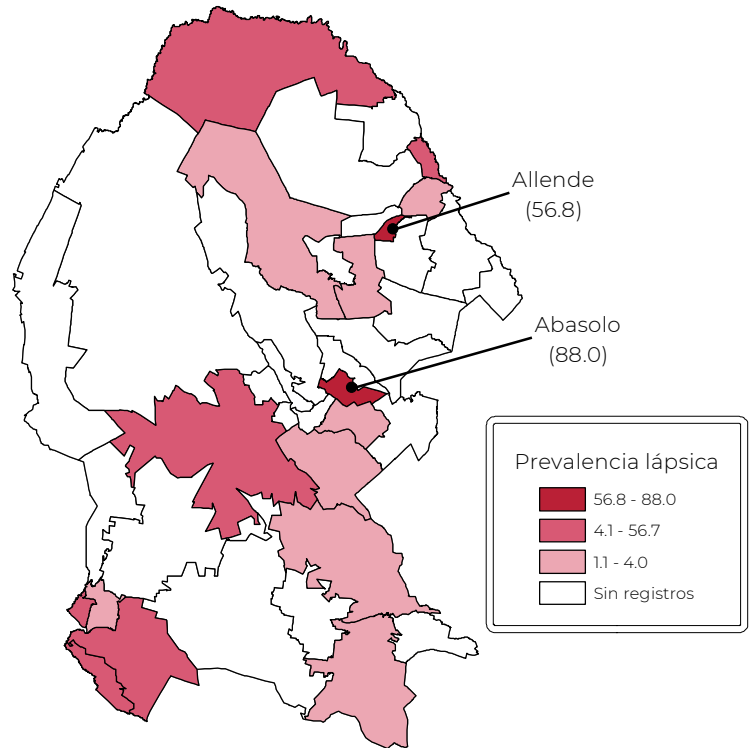 Allende
(56.8)
Abasolo
(88.0)
Prevalencia lápsica
56.8 - 88.0
4.1 - 56.7
1.1 - 4.0
Sin registros